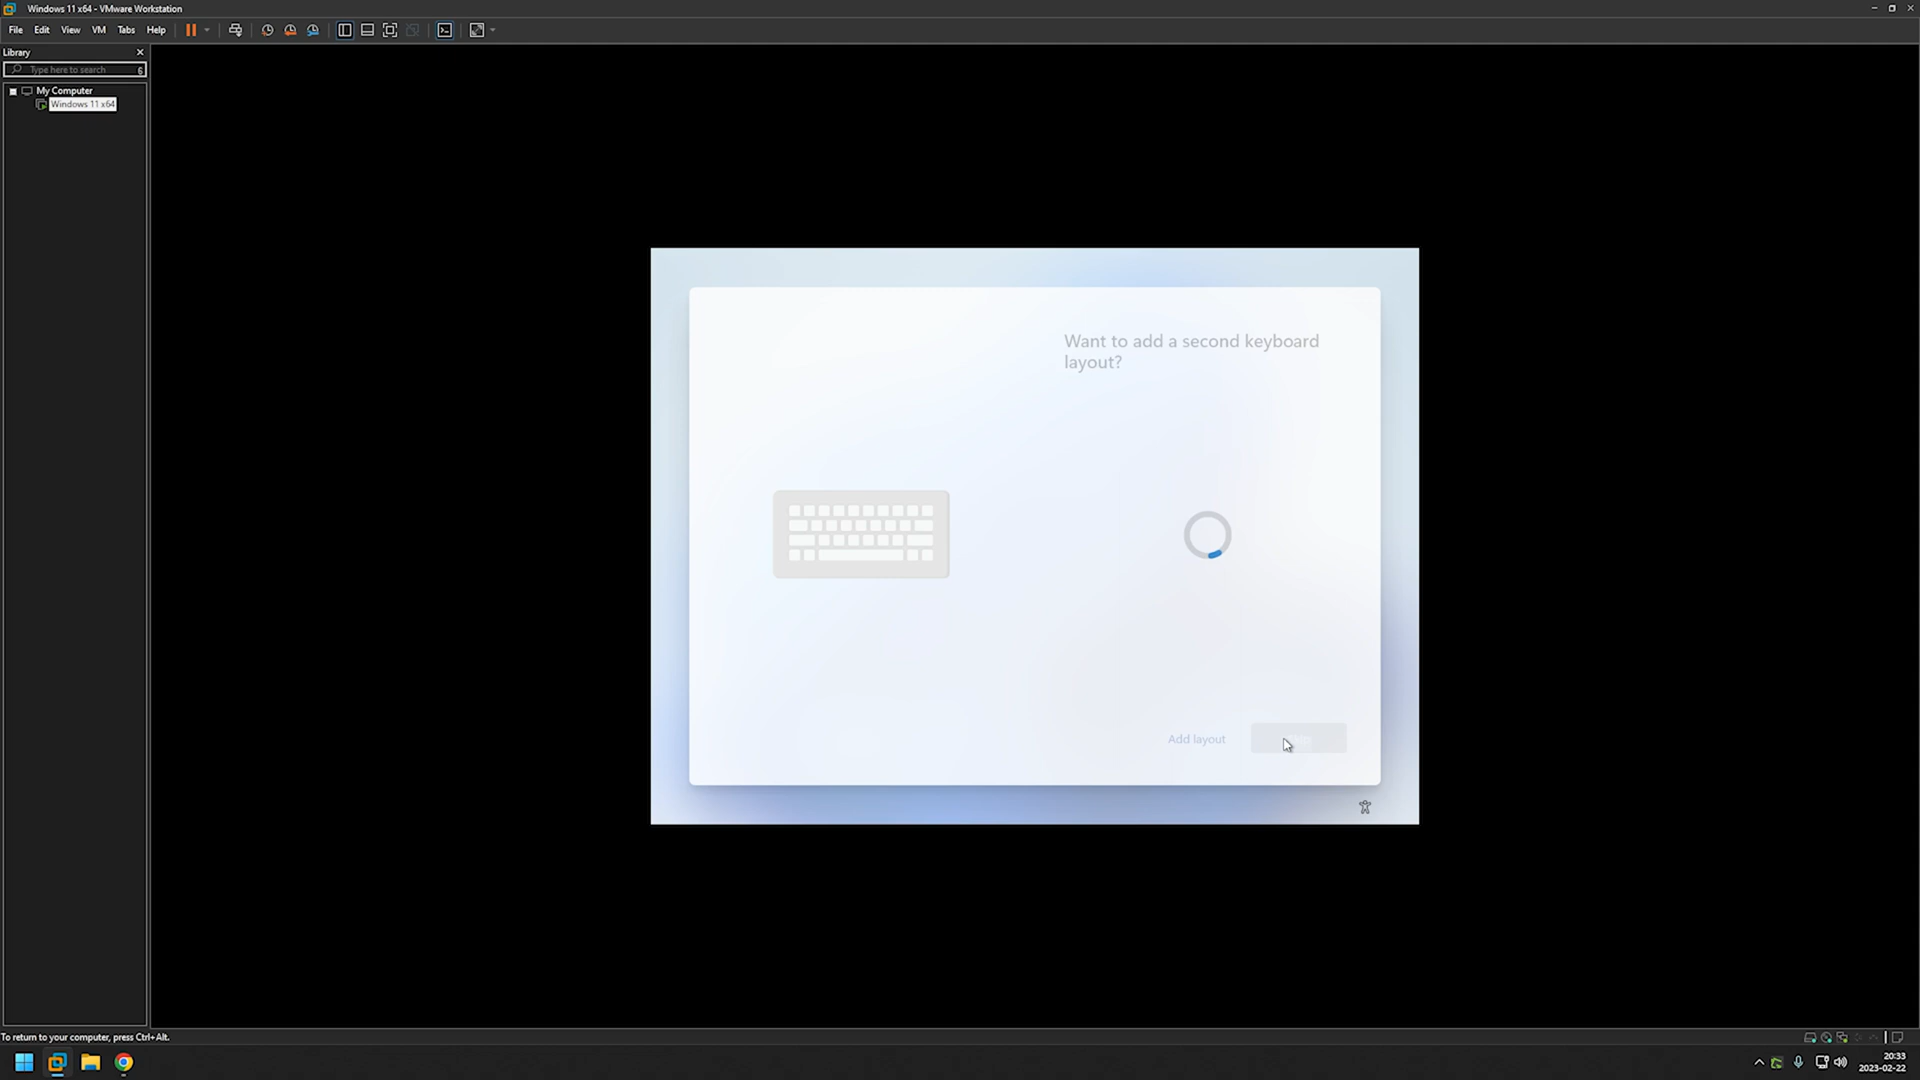 Windows 11 x64 - VMware Workstation
File Edit View VM Tabs Help
Library
Type here to search
My Computer
Windows 11 x64
Want to add a second keyboard
layout?
Add layout
To return to your computer, press Ctrl+Alt.
20:33
2023-02-22